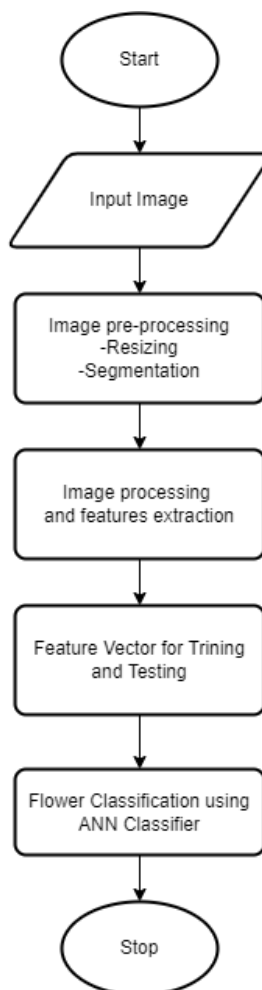 Start
Input Image
Image pre-processing
-Resizing
-Segmentation
Image processing
and features extraction
Feature Vector for Trining
and Testing
Flower Classification using
ANN Classifier
Stop